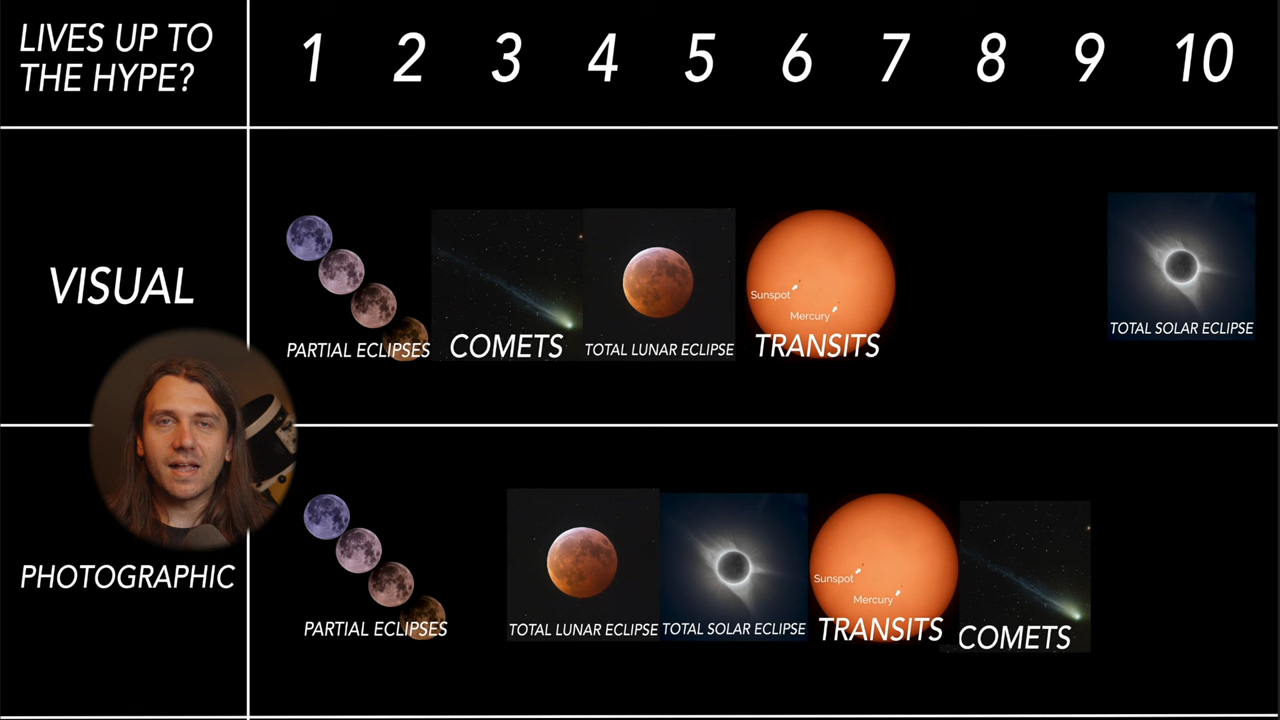 LIVES UP TO
THE HYPE?
1 2 3 4 5 6 7 8 9 10
VISUAL
PARTIAL ECLIPSES
COMETS
TOTAL LUNAR ECLIPSE
Sunspot
Mercury
TRANSITS
TOTAL SOLAR ECLIPSE
PHOTOGRAPHIC
PARTIAL ECLIPSES
TOTAL LUNAR ECLIPSE
TOTAL SOLAR ECLIPSE
Sunspot
Mercury
TRANSITS
COMETS